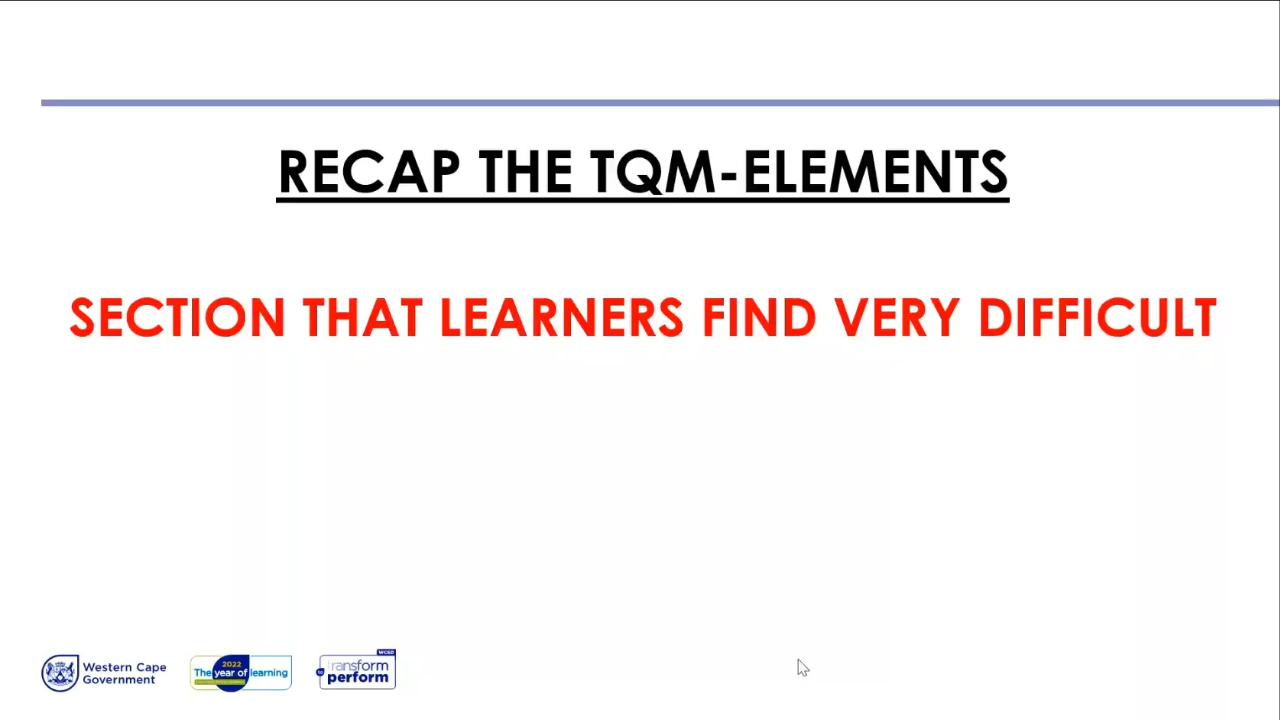 RECAP THE TQM-ELEMENTS
SECTION THAT LEARNERS FIND VERY DIFFICULT
Western Cape
Government
2022
The year of learning
WCED
to transform
perform